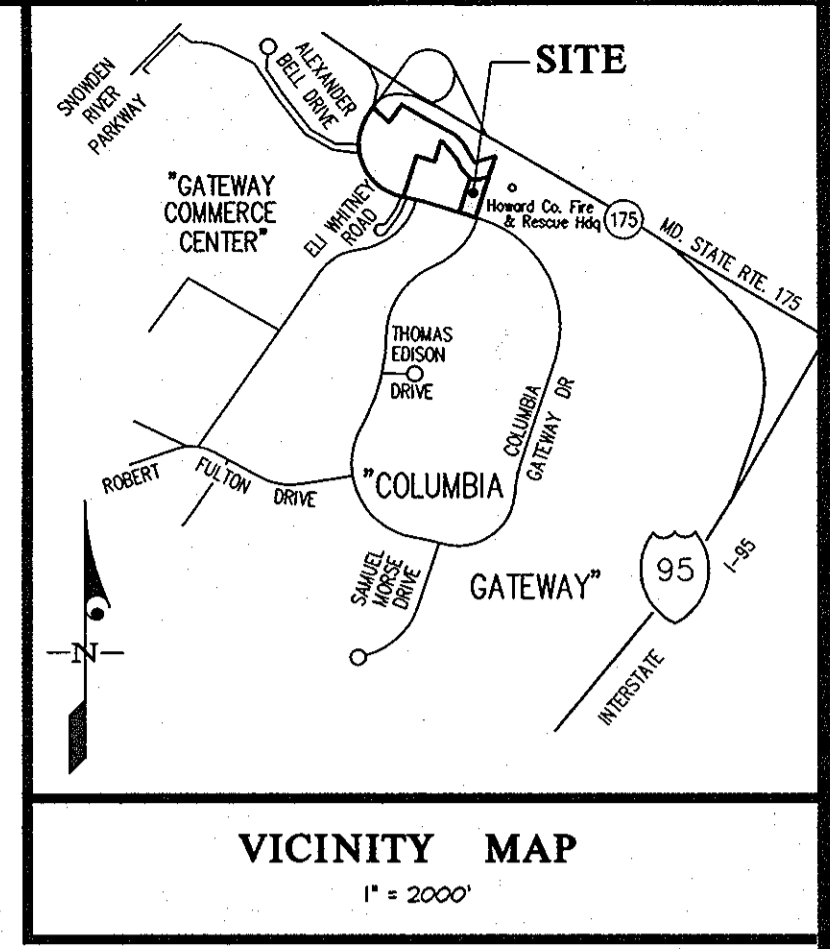 SITE
SNOWDEN
RIVER
PARKWAY
ALEXANDER
BELL DRIVE
"GATEWAY
COMMERCE
CENTER"
ELI WHITNEY
ROAD
Howard Co. Fire
& Rescue Hdq
175
MD. STATE RTE. 175
THOMAS
EDISON
DRIVE
COLUMBIA
GATEWAY DR
ROBERT FULTON DRIVE
"COLUMBIA
GATEWAY"
SAMUEL
MORSE
DRIVE
95
I-95
INTERSTATE
N
VICINITY MAP
1" = 2000'